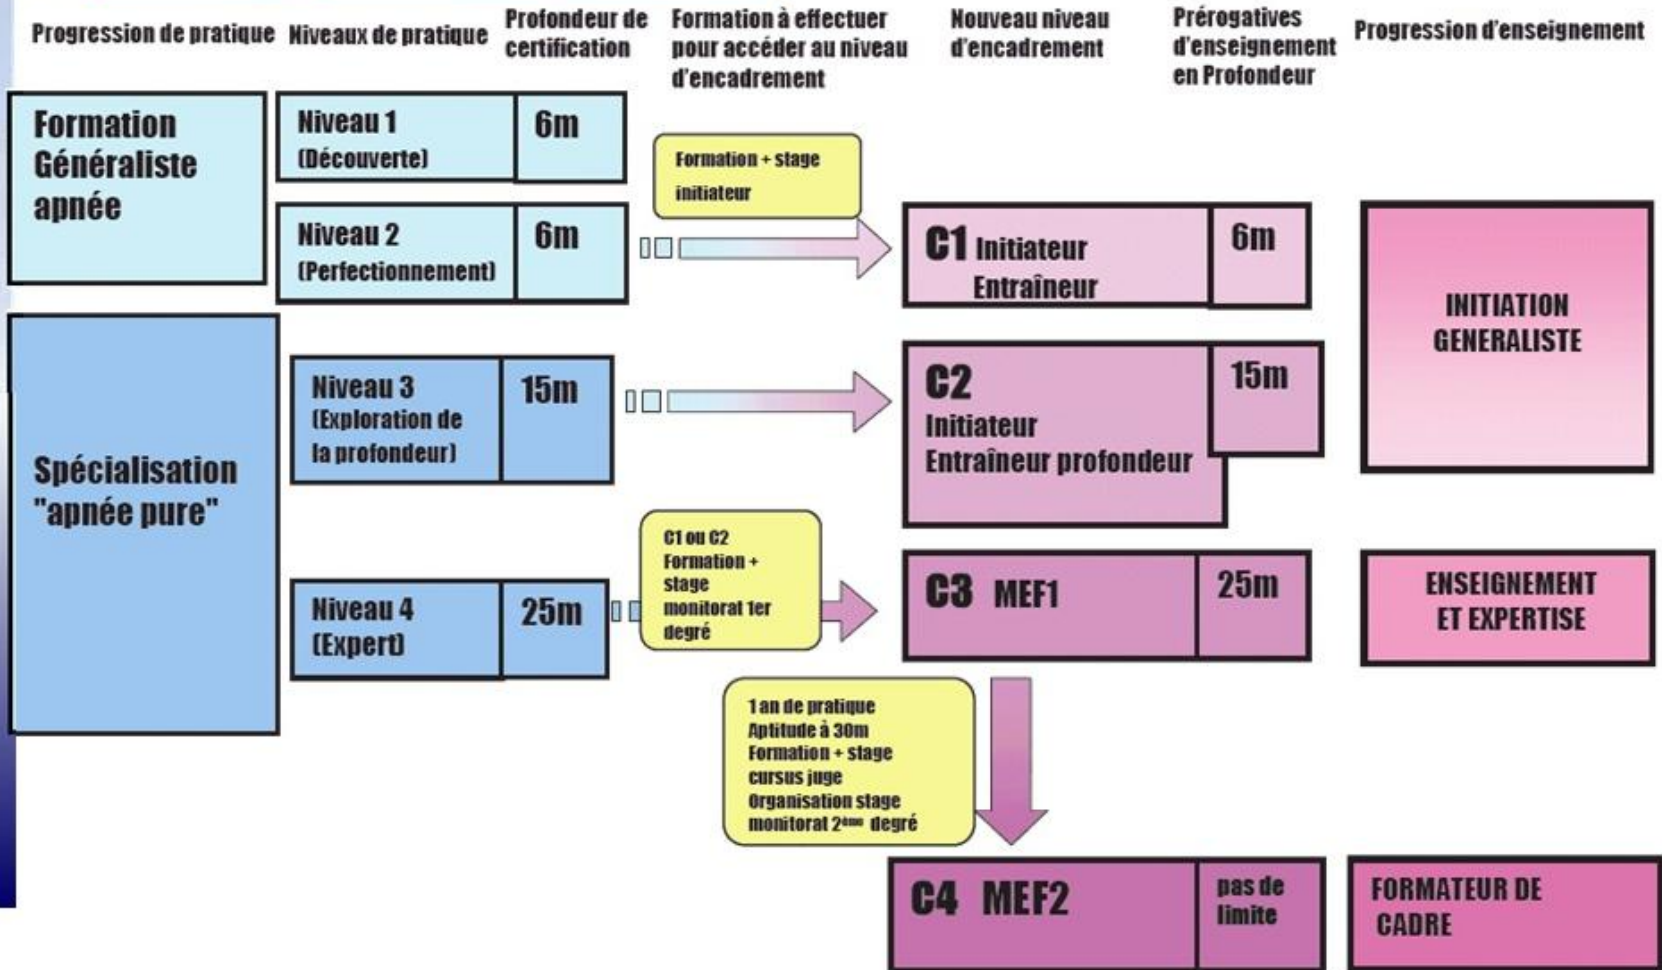 Progression de pratique
Niveaux de pratique
Profondeur de
certification
Formation à effectuer
pour accéder au niveau
d'encadrement
Nouveau niveau
d'encadrement
Prérogatives
d'enseignement
en Profondeur
Progression d'enseignement
Formation
Généraliste
apnée
Niveau 1
(Découverte)
6m
Formation + stage
initiateur
Niveau 2
(Perfectionnement)
6m
C1 Initiateur
Entraîneur
6m
INITIATION
GENERALISTE
Spécialisation
"apnée pure"
Niveau 3
(Exploration de
la profondeur)
15m
C2
Initiateur
Entraîneur profondeur
15m
Niveau 4
(Expert)
25m
C1 ou C2
Formation +
stage
monitorat 1er
degré
C3 MEF1
25m
ENSEIGNEMENT
ET EXPERTISE
1 an de pratique
Aptitude à 30m
Formation + stage
cursus juge
Organisation stage
monitorat 2ème degré
C4 MEF2
pas de
limite
FORMATEUR DE
CADRE